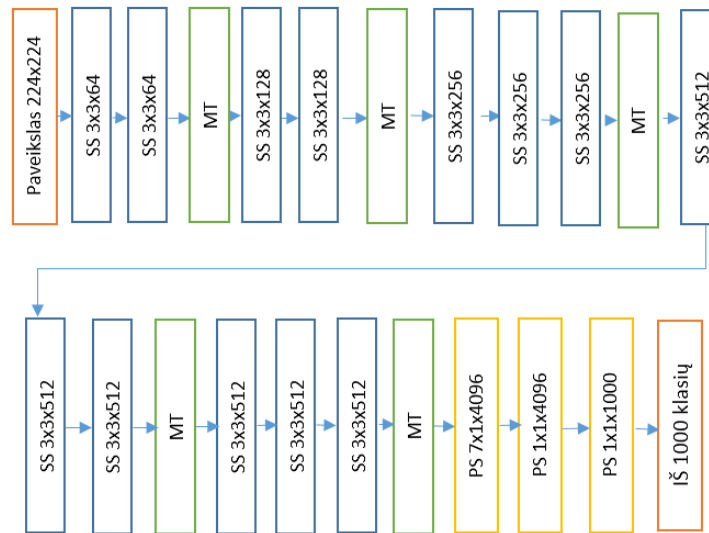 Paveikslas 224x224
SS 3x3x64
SS 3x3x64
MT
SS 3x3x128
SS 3x3x128
MT
SS 3x3x256
SS 3x3x256
SS 3x3x256
MT
SS 3x3x512
SS 3x3x512
SS 3x3x512
MT
SS 3x3x512
SS 3x3x512
SS 3x3x512
MT
PS 7x1x4096
PS 1x1x4096
PS 1x1x1000
IŠ 1000 klasių